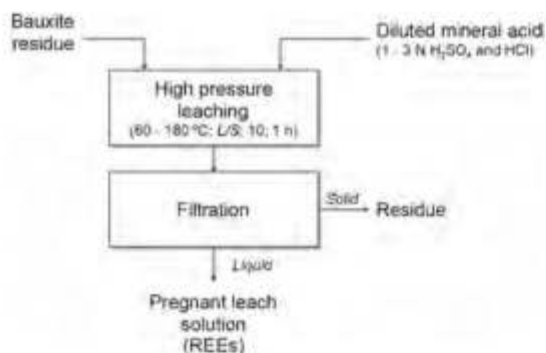 Bauxite
residue
Diluted mineral acid
(1 - 3 N H₂SO₄ and HCl)
High pressure
leaching
(60 - 180 ºC; L/S; 10; 1 h)
Filtration
Solid
Residue
Liquid
Pregnant leach
solution
(REEs)